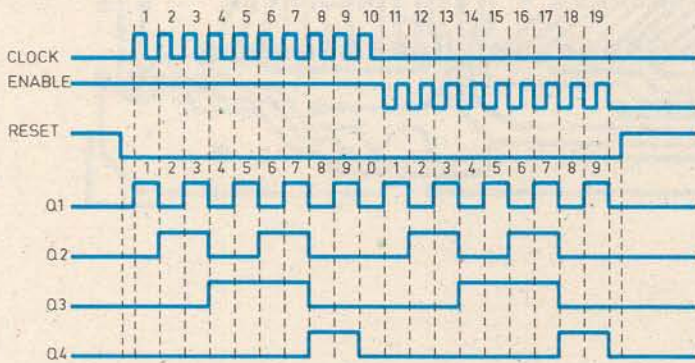 1 2 3 4 5 6 7 8 9 10 11 12 13 14 15 16 17 18 19
CLOCK
ENABLE
RESET
1 2 3 4 5 6 7 8 9 0 1 2 3 4 5 6 7 8 9
Q1
Q2
Q3
Q4